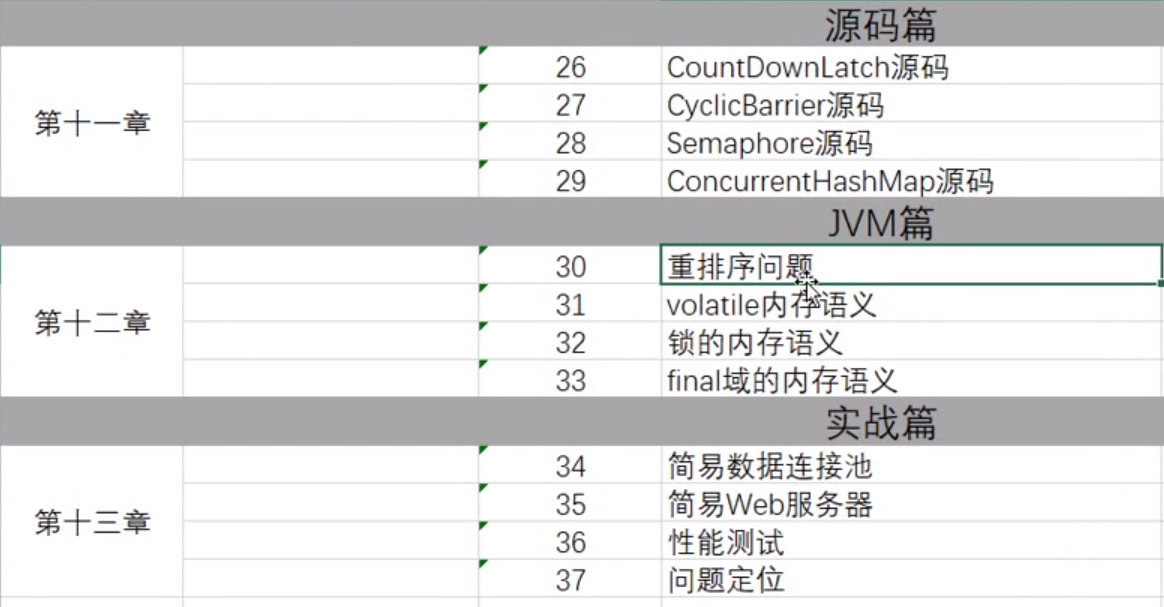 源码篇
第十一章
26 CountDownLatch源码
27 CyclicBarrier源码
28 Semaphore源码
29 ConcurrentHashMap源码
JVM篇
第十二章
30 重排序问题
31 volatile内存语义
32 锁的内存语义
33 final域的内存语义
实战篇
第十三章
34 简易数据连接池
35 简易Web服务器
36 性能测试
37 问题定位